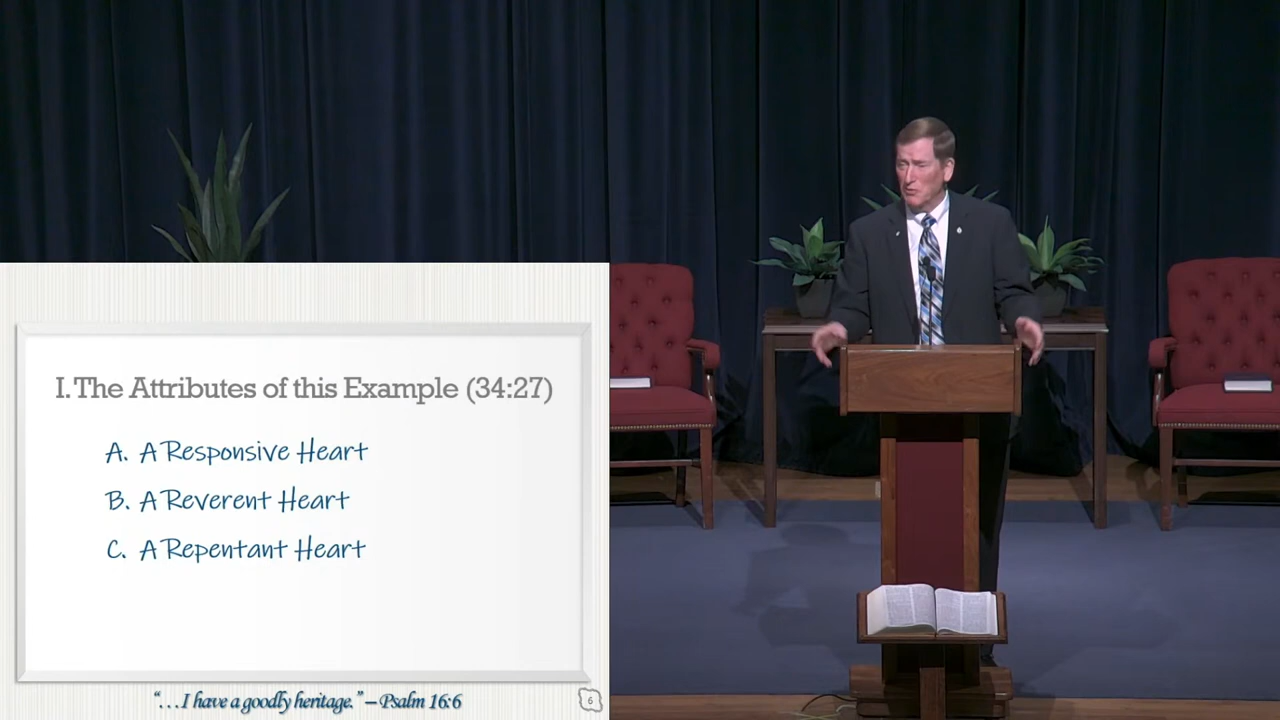 I. The Attributes of this Example (34:27)
A. A Responsive Heart
B. A Reverent Heart
C. A Repentant Heart
“…I have a goodly heritage.” – Psalm 16:6
6